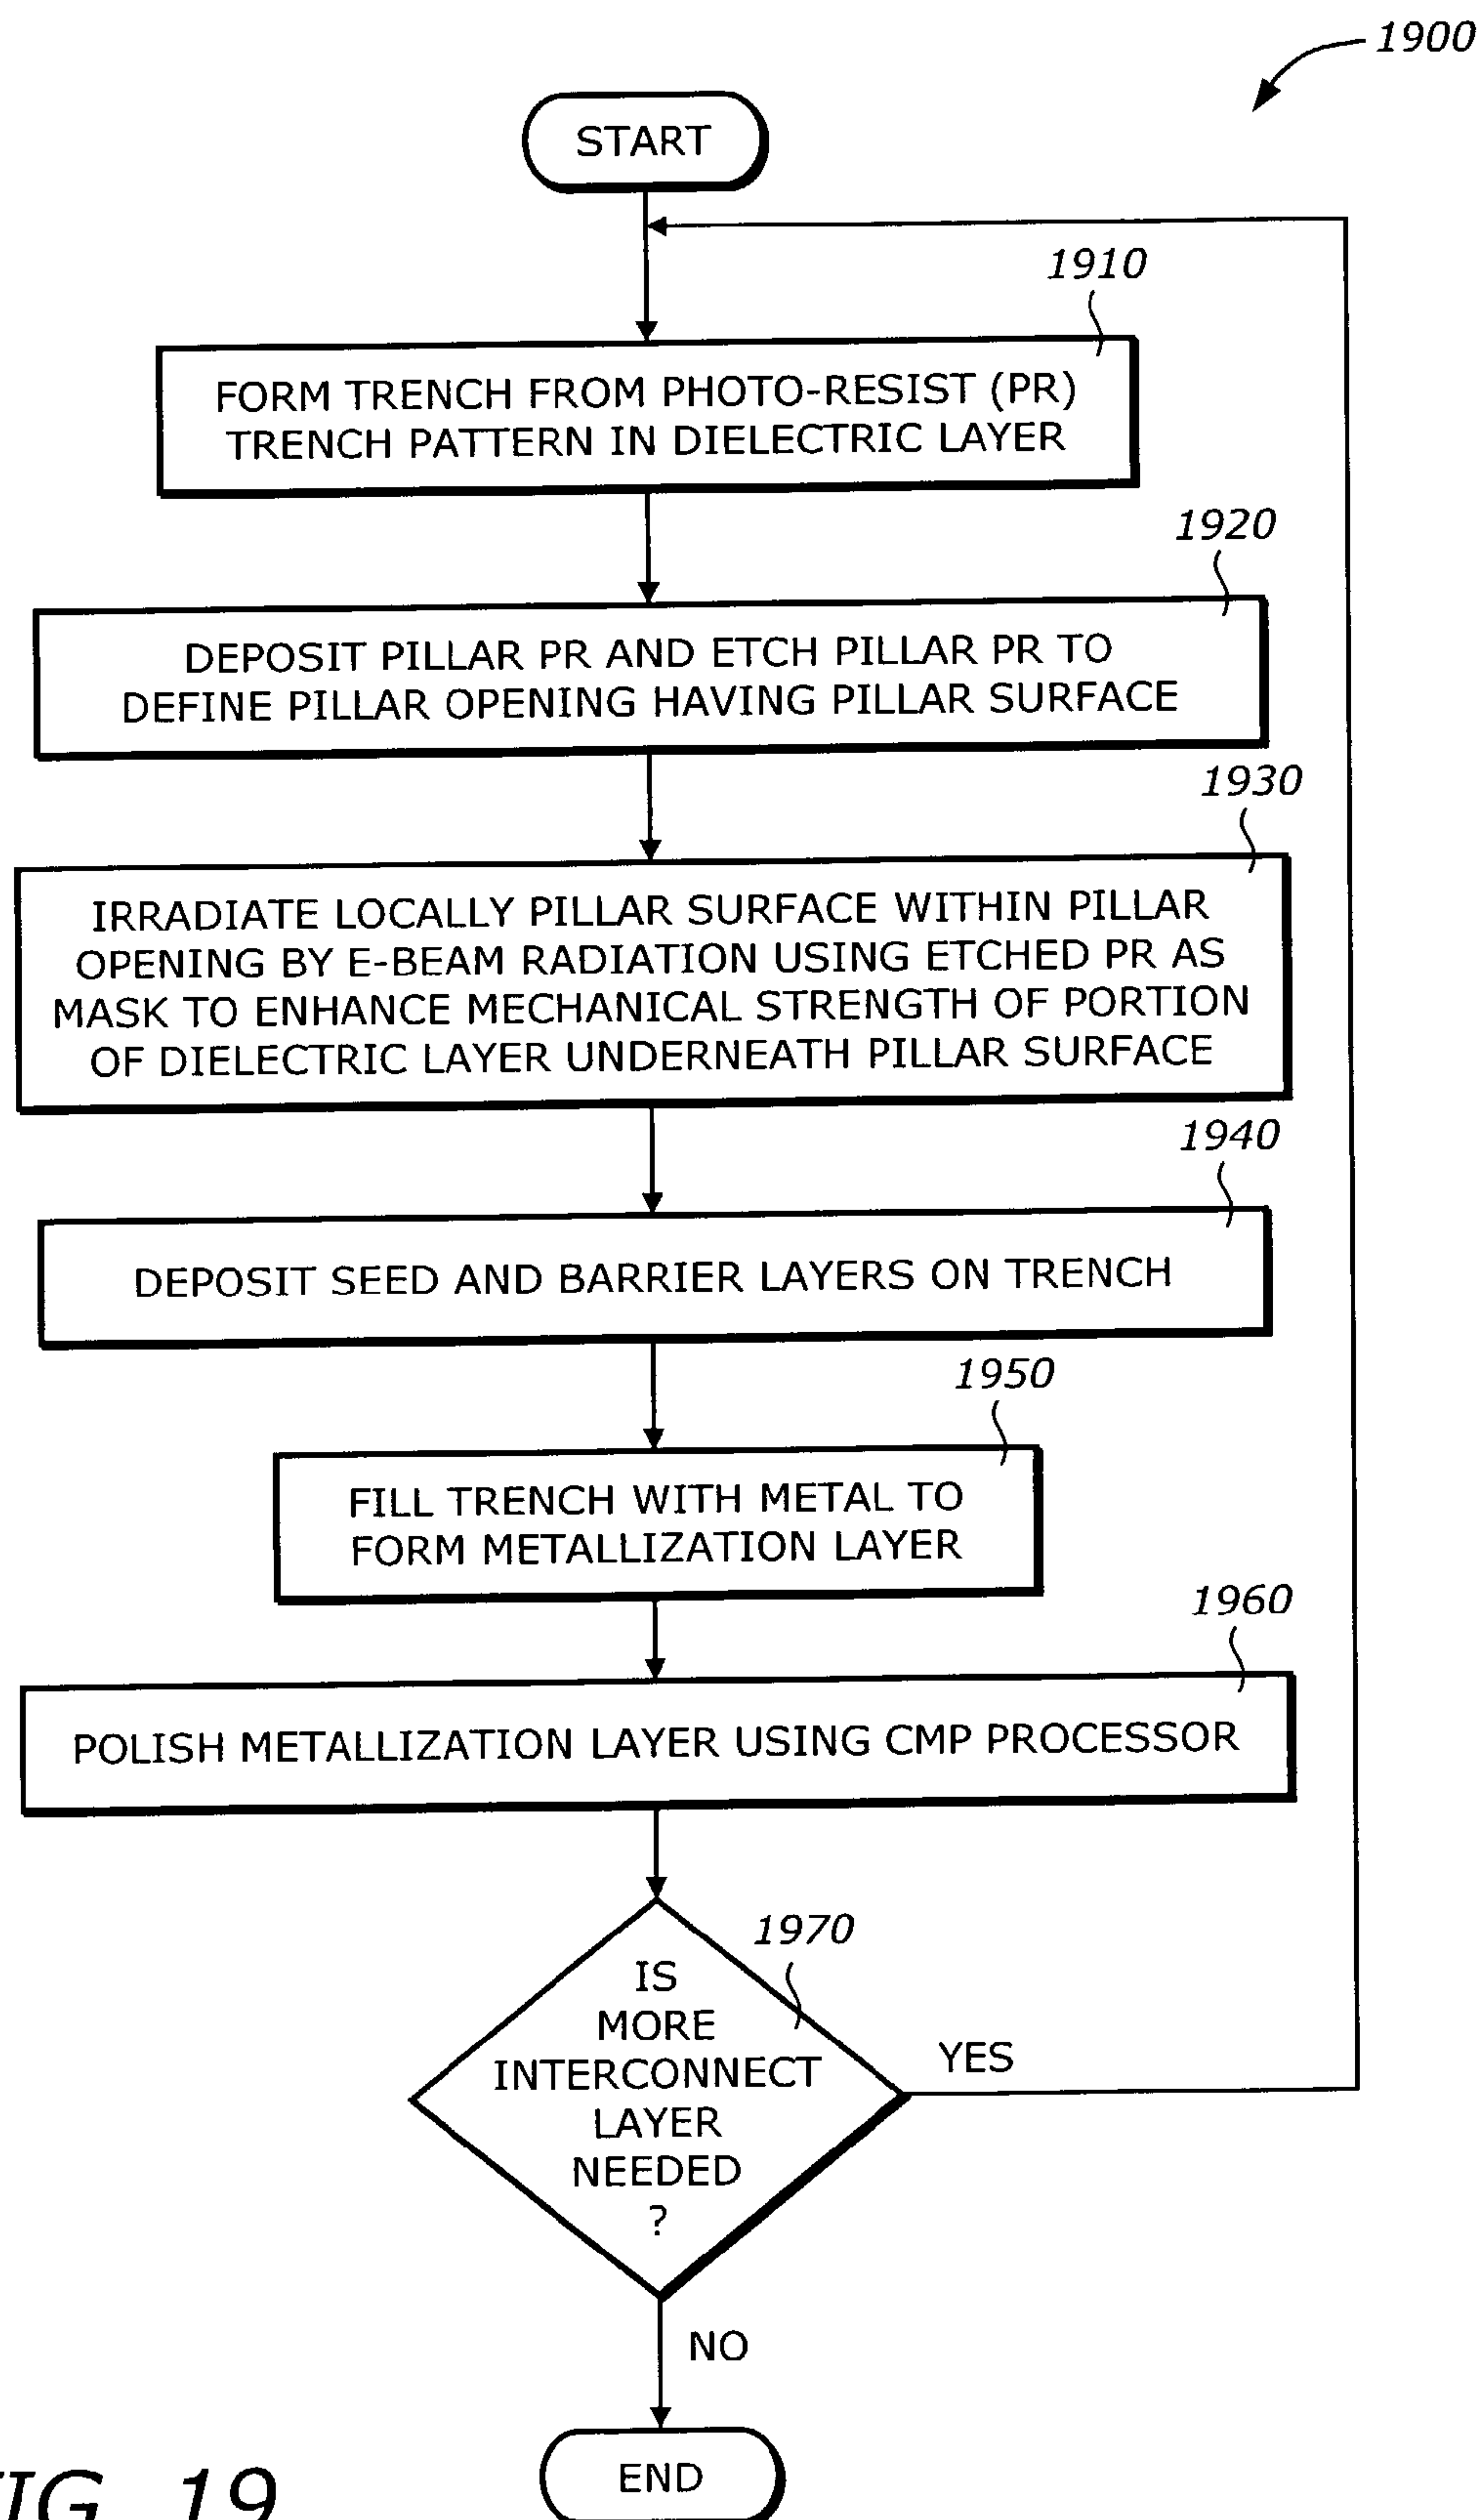 1900
START
1910
FORM TRENCH FROM PHOTO-RESIST (PR)
TRENCH PATTERN IN DIELECTRIC LAYER
1920
DEPOSIT PILLAR PR AND ETCH PILLAR PR TO
DEFINE PILLAR OPENING HAVING PILLAR SURFACE
1930
IRRADIATE LOCALLY PILLAR SURFACE WITHIN PILLAR
OPENING BY E-BEAM RADIATION USING ETCHED PR AS
MASK TO ENHANCE MECHANICAL STRENGTH OF PORTION
OF DIELECTRIC LAYER UNDERNEATH PILLAR SURFACE
1940
DEPOSIT SEED AND BARRIER LAYERS ON TRENCH
1950
FILL TRENCH WITH METAL TO
FORM METALLIZATION LAYER
1960
POLISH METALLIZATION LAYER USING CMP PROCESSOR
1970
IS
MORE
INTERCONNECT
LAYER
NEEDED
?
YES
NO
END
IG. 19